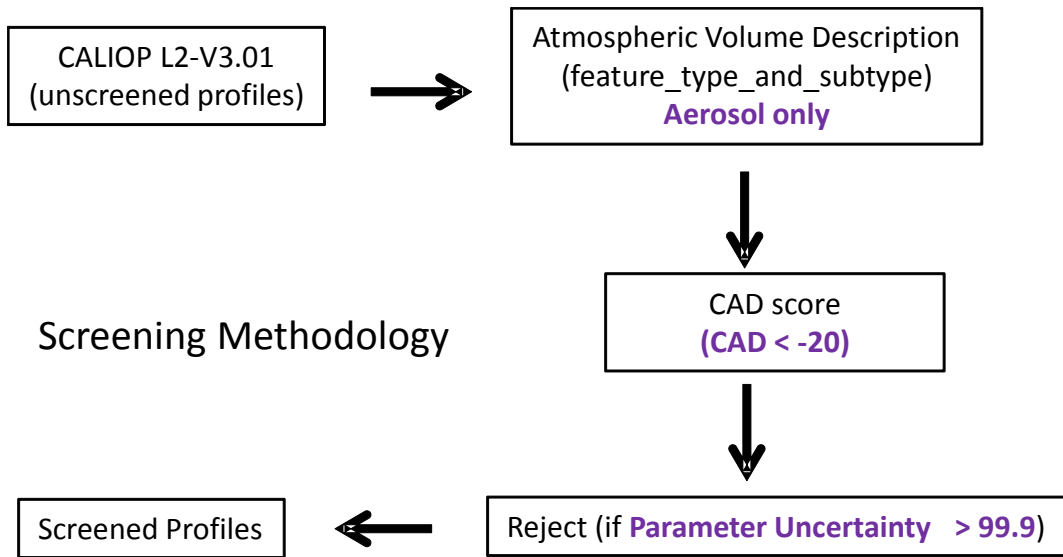 CALIOP L2-V3.01
(unscreened profiles)
Atmospheric Volume Description
(feature_type_and_subtype)
Aerosol only
CAD score
(CAD < -20)
Screening Methodology
Reject (if Parameter Uncertainty > 99.9)
Screened Profiles